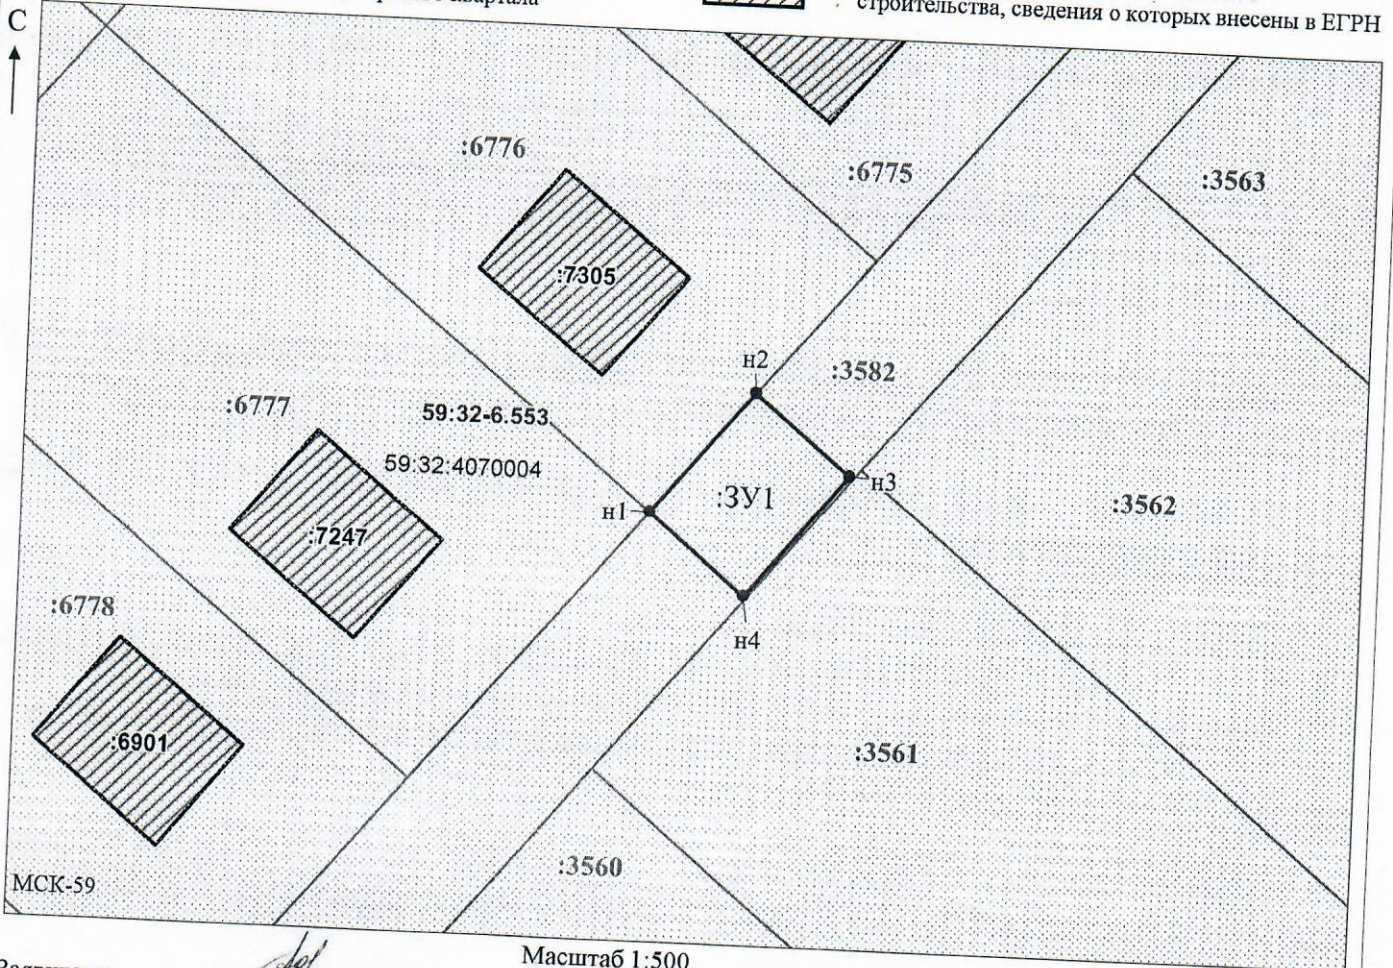 квартала
строительства, сведения о которых внесены в ЕГРН
С
:6776
:6775
:3563
:7305
н2
:3582
:6777
59:32-6.553
59:32:4070004
н3
:ЗУ1
:3562
н1
:7247
:6778
н4
:6901
:3561
:3560
МСК-59
Масштаб 1:500